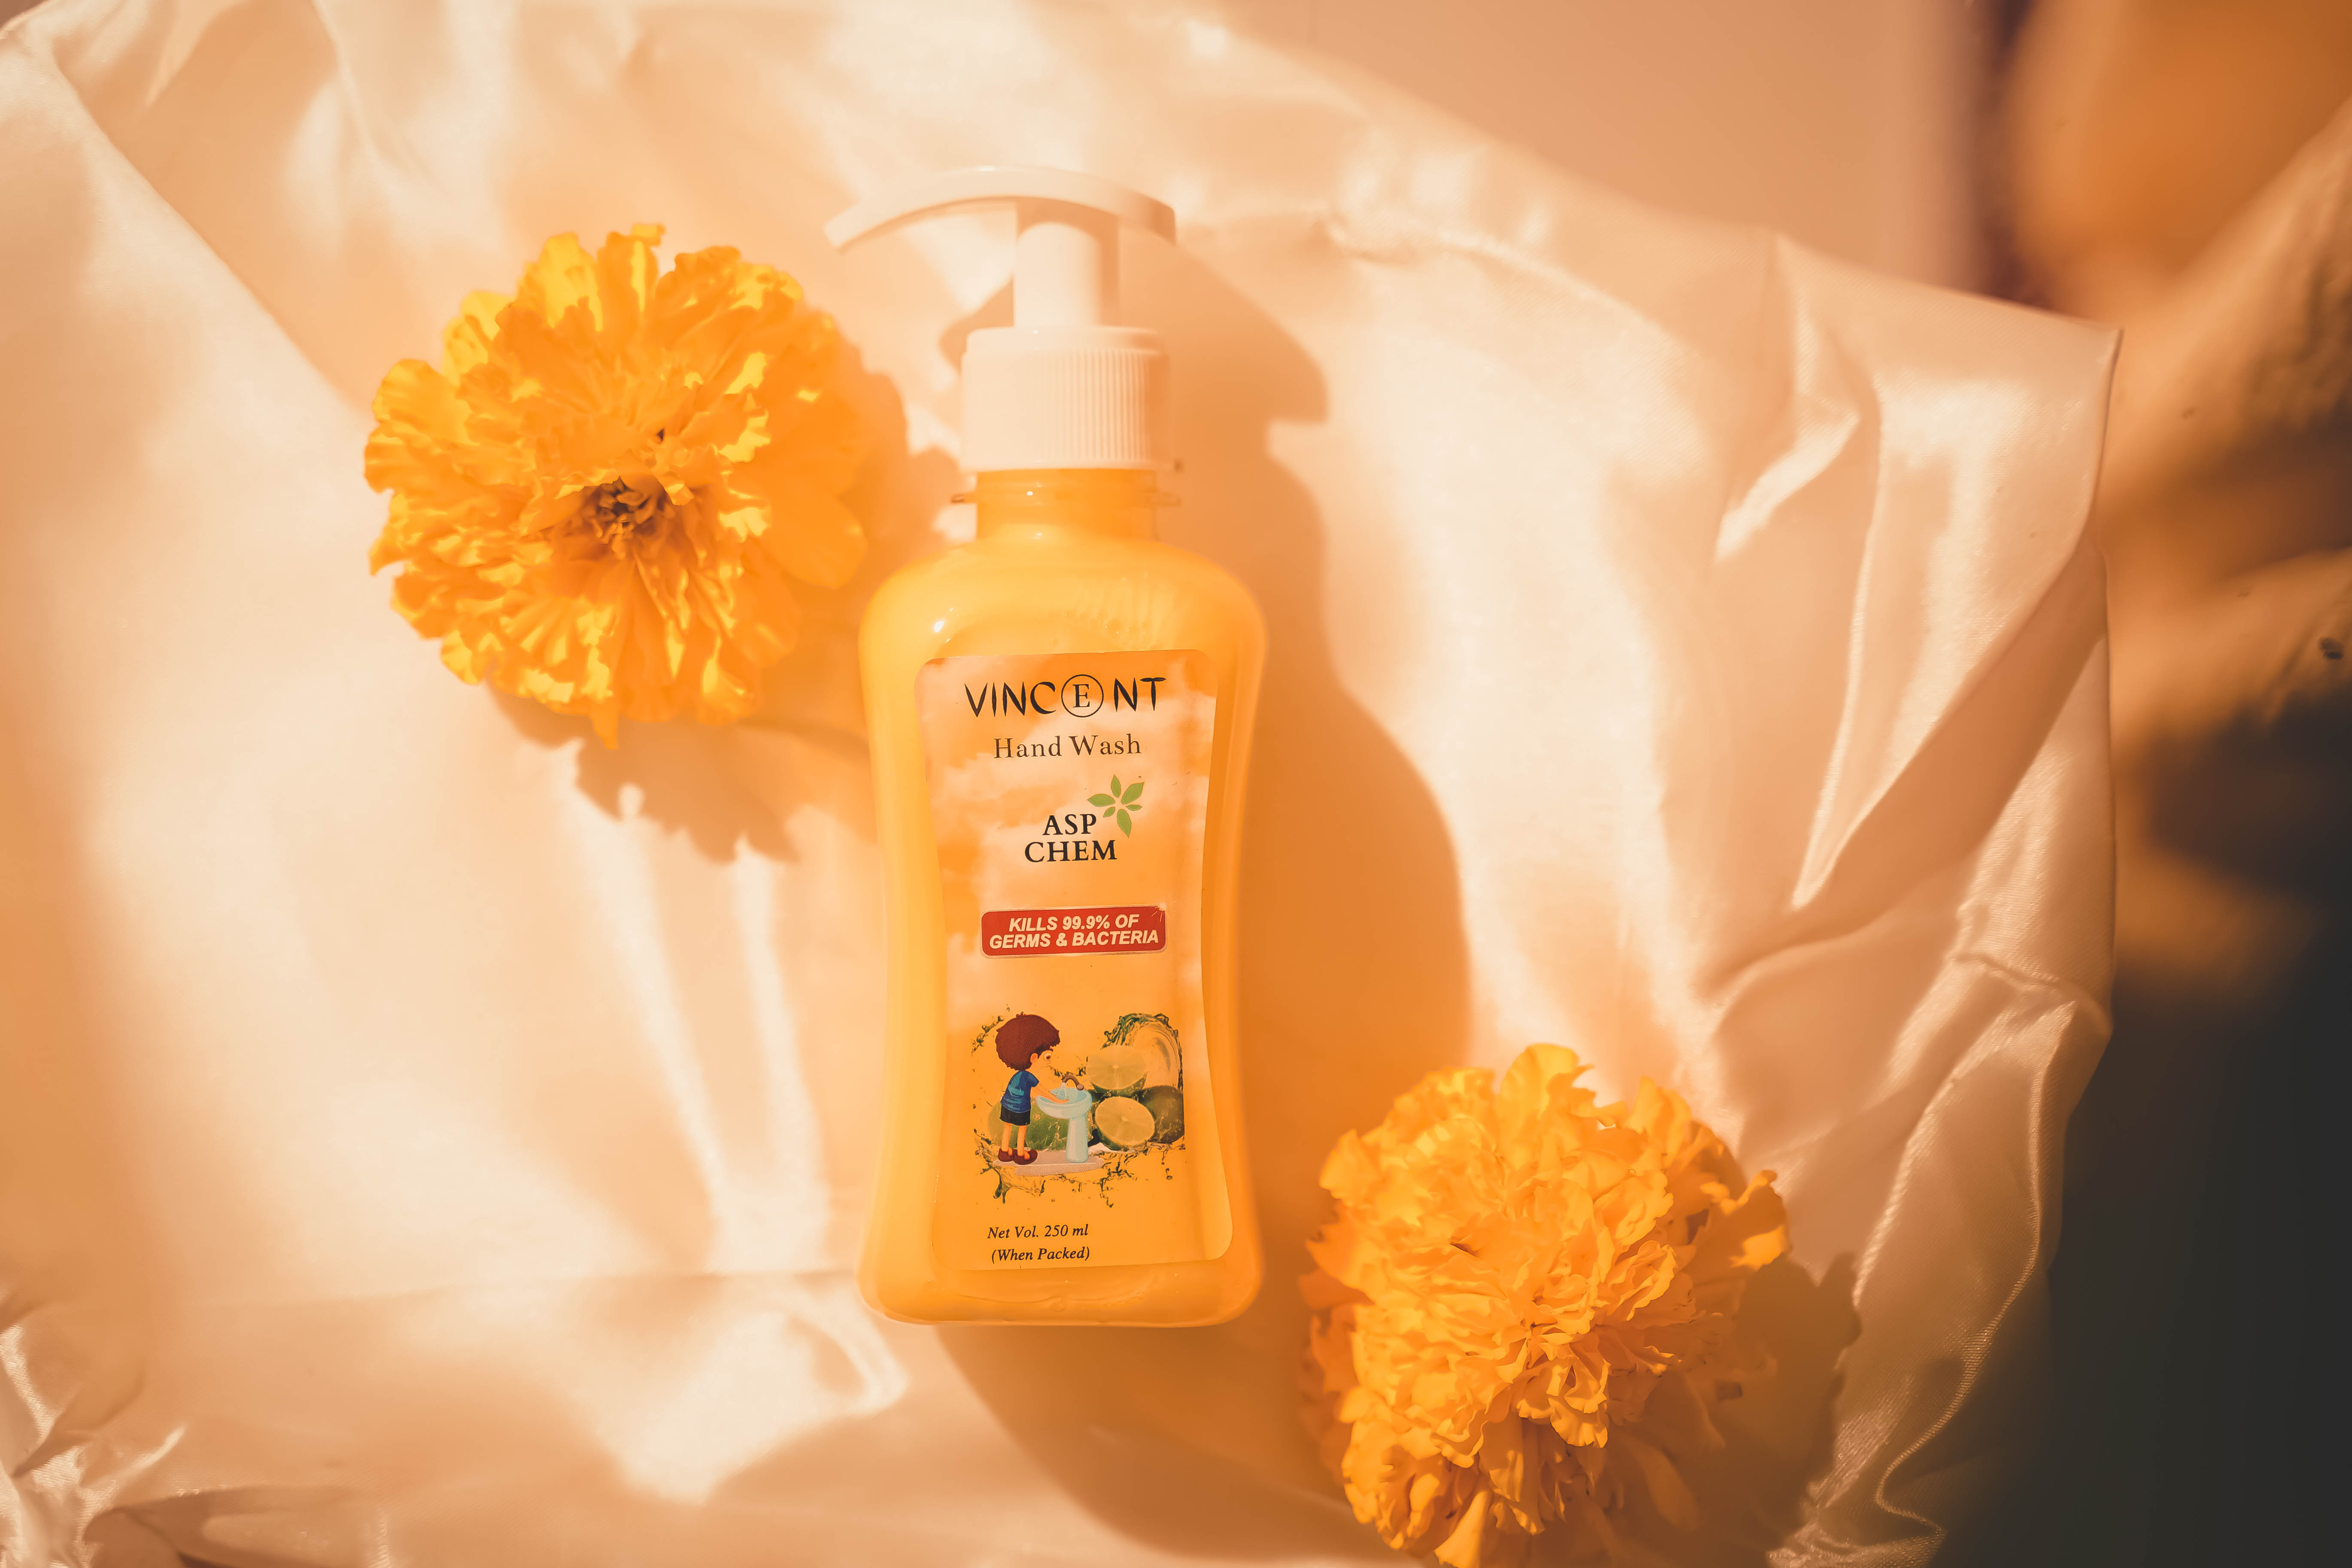 VINCENT
Hand Wash
ASP
CHEM
KILLS 99.9% OF
GERMS & BACTERIA
Net Vol. 250 ml
(When Packed)